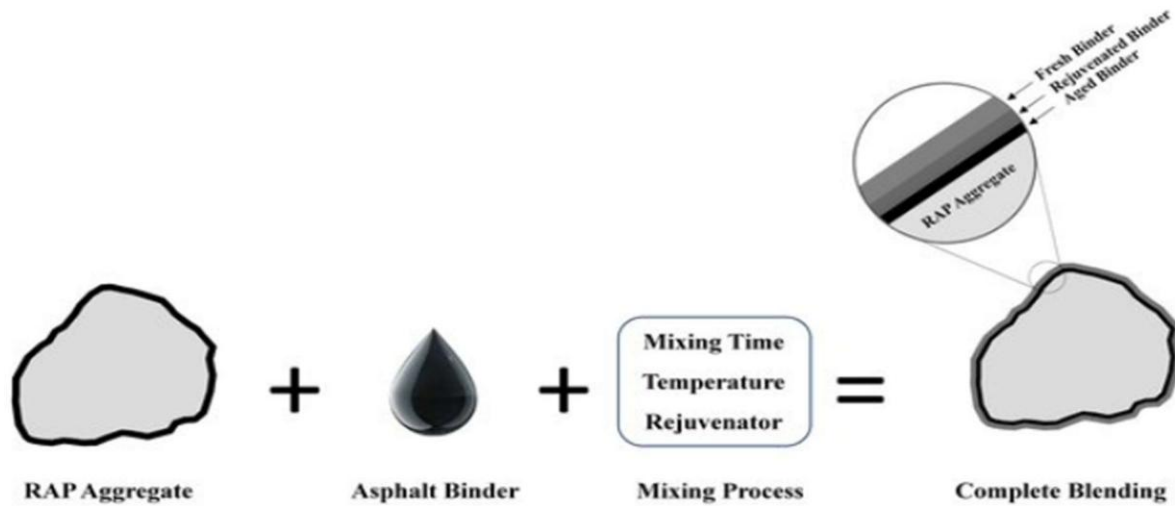 Fresh Binder
Rejuvenated Binder
Aged Binder
RAP Aggregate
Mixing Time
Temperature
Rejuvenator
+
+
=
RAP Aggregate
Asphalt Binder
Mixing Process
Complete Blending